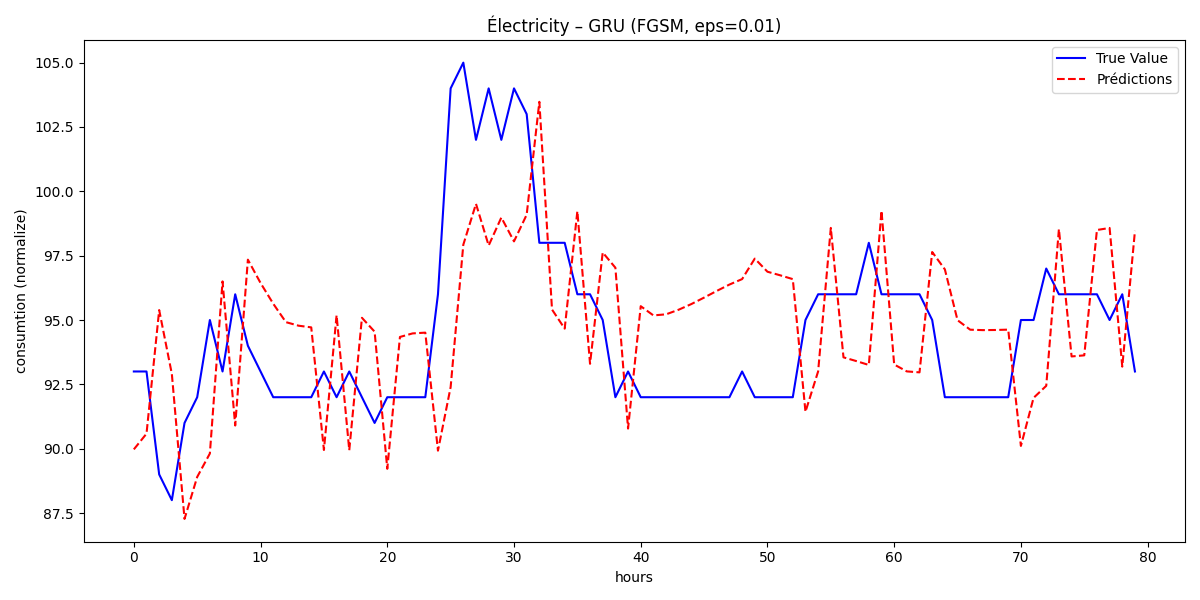 Électricity – GRU (FGSM, eps=0.01)
True Value
Prédictions
consumtion (normalize)
105.0
102.5
100.0
97.5
95.0
92.5
90.0
87.5
0 10 20 30 40 50 60 70 80
hours